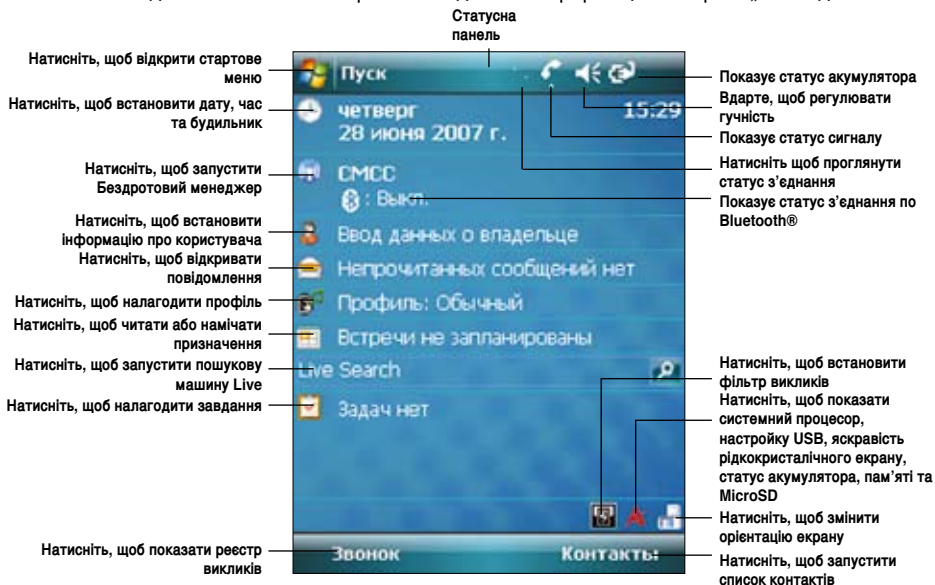 Статусна
панель
Натисніть, щоб відкрити стартове
меню
Натисніть, щоб встановити дату, час
та будильник
Натисніть, щоб запустити
Бездротовий менеджер
Натисніть, щоб встановити
інформацію про користувача
Натисніть, щоб відкривати
повідомлення
Натисніть, щоб налагодити профіль
Натисніть, щоб читати або намічати
призначення
Натисніть, щоб запустити пошукову
машину Live
Натисніть, щоб налагодити завдання
Натисніть, щоб показати реєстр
викликів
Пуск
четверг
15:29
28 июня 2007 г.
CMCC
: Выкл.
Ввод данных о владельце
Непрочитанных сообщений нет
Профиль: Обычный
Встречи не запланированы
Live Search
Задач нет
Звонок
Контакты
Показує статус акумулятора
Вдарте, щоб регулювати
гучність
Показує статус сигналу
Натисніть щоб проглянути
статус з’єднання
Показує статус з’єднання по
Bluetooth®
Натисніть, щоб встановити
фільтр викликів
Натисніть, щоб показати
системний процесор,
настройку USB, яскравість
рідкокристалічного екрану,
статус акумулятора, пам’яті та
MicroSD
Натисніть, щоб змінити
орієнтацію екрану
Натисніть, щоб запустити
список контактів